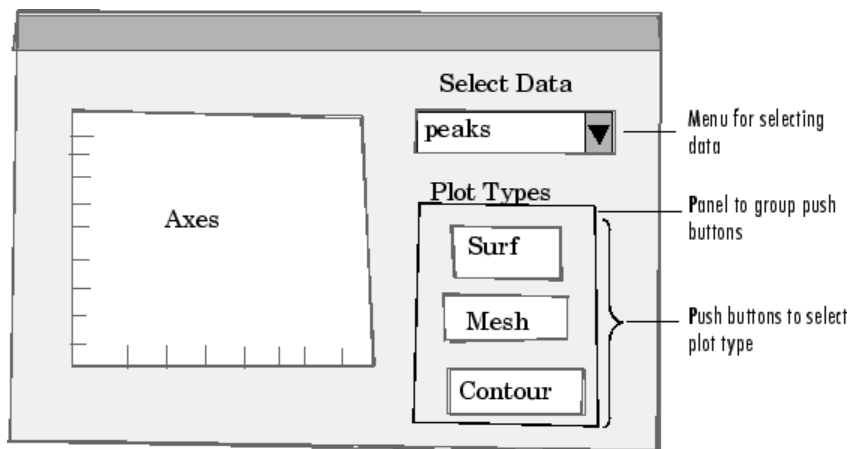 Select Data
peaks
Menu for selecting
data
Plot Types
Panel to group push
buttons
Axes
Surf
Mesh
Push buttons to select
plot type
Contour